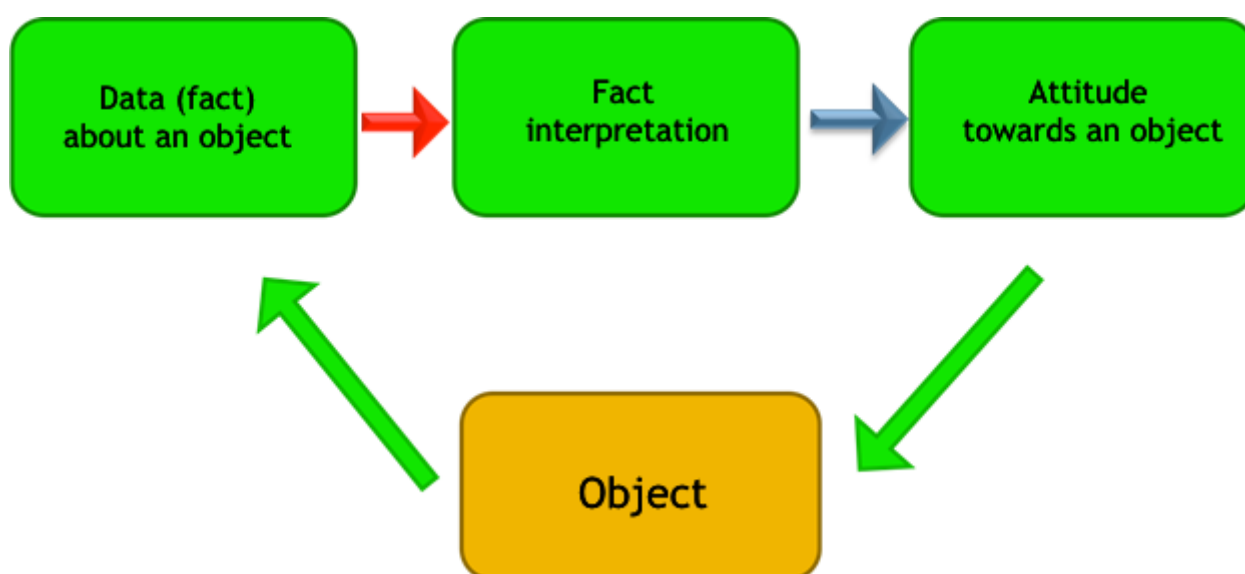 Data (fact)
about an object
Fact
interpretation
Attitude
towards an object
Object